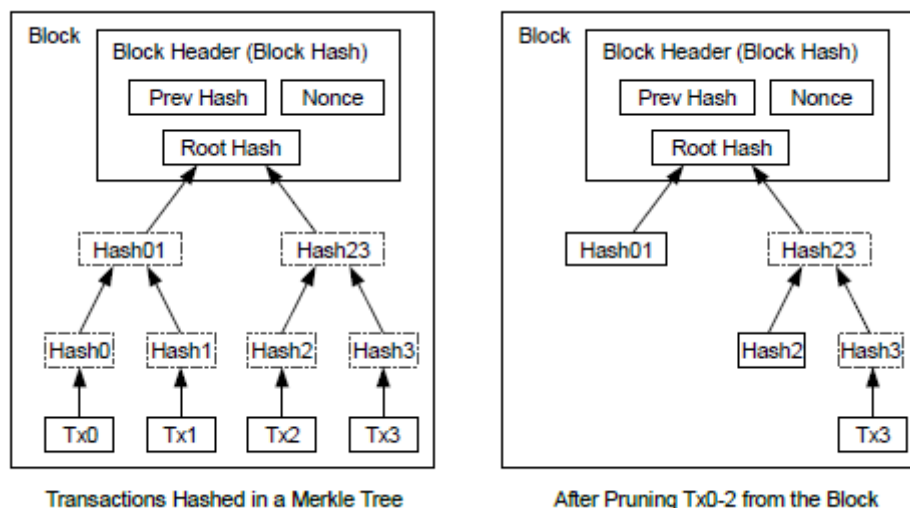 Block
Block Header (Block Hash)
Prev Hash Nonce
Root Hash
Hash01 Hash23
Hash0 Hash1 Hash2 Hash3
Tx0 Tx1 Tx2 Tx3
Transactions Hashed in a Merkle Tree
Block
Block Header (Block Hash)
Prev Hash Nonce
Root Hash
Hash01 Hash23
Hash2 Hash3
Tx3
After Pruning Tx0-2 from the Block